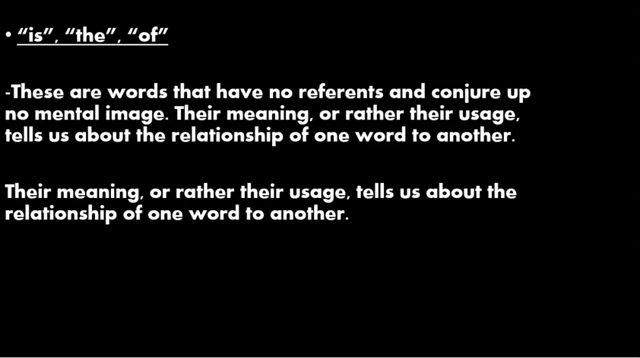 • “is”, “the”, “of”
-These are words that have no referents and conjure up
no mental image. Their meaning, or rather their usage,
tells us about the relationship of one word to another.
Their meaning, or rather their usage, tells us about the
relationship of one word to another.